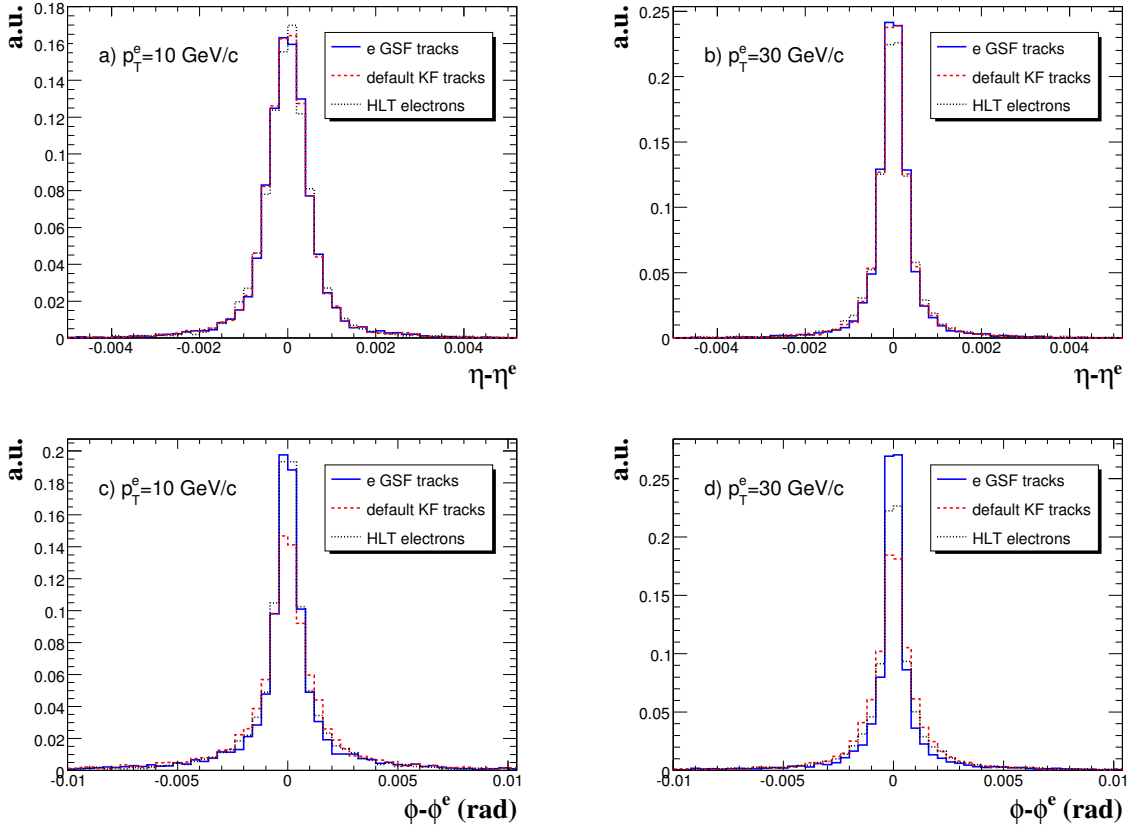 a.u.
a) p_T^e=10 GeV/c
e GSF tracks
default KF tracks
HLT electrons
0.16
0.14
0.12
0.1
0.08
0.06
0.04
0.02
0
-0.004 -0.002 0 0.002 0.004
η-η^e
a.u.
b) p_T^e=30 GeV/c
e GSF tracks
default KF tracks
HLT electrons
0.25
0.2
0.15
0.1
0.05
0
-0.004 -0.002 0 0.002 0.004
η-η^e
a.u.
c) p_T^e=10 GeV/c
e GSF tracks
default KF tracks
HLT electrons
0.2
0.18
0.16
0.14
0.12
0.1
0.08
0.06
0.04
0.02
0
-0.01 -0.005 0 0.005 0.01
ϕ-ϕ^e (rad)
a.u.
d) p_T^e=30 GeV/c
e GSF tracks
default KF tracks
HLT electrons
0.25
0.2
0.15
0.1
0.05
0
-0.01 -0.005 0 0.005 0.01
ϕ-ϕ^e (rad)